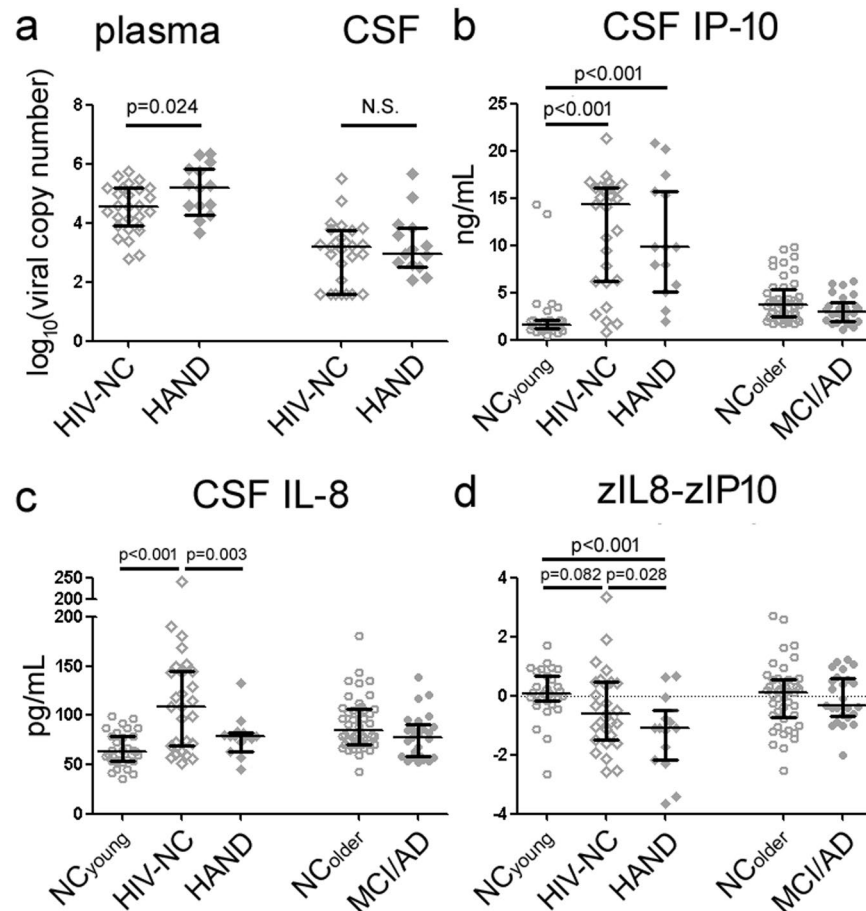 a plasma CSF
log10(viral copy number)
8
6
4
2
0
p=0.024
N.S.
HIV-NC HAND HIV-NC HAND
b CSF IP-10
ng/mL
25
20
15
10
5
0
p<0.001
p<0.001
NCyoung HIV-NC HAND NColder MCI/AD
c CSF IL-8
pg/mL
250
200
200
150
100
50
0
p<0.001 p=0.003
NCyoung HIV-NC HAND NColder MCI/AD
d zIL8-zIP10
4
2
0
-2
-4
p<0.001
p=0.082 p=0.028
NCyoung HIV-NC HAND NColder MCI/AD